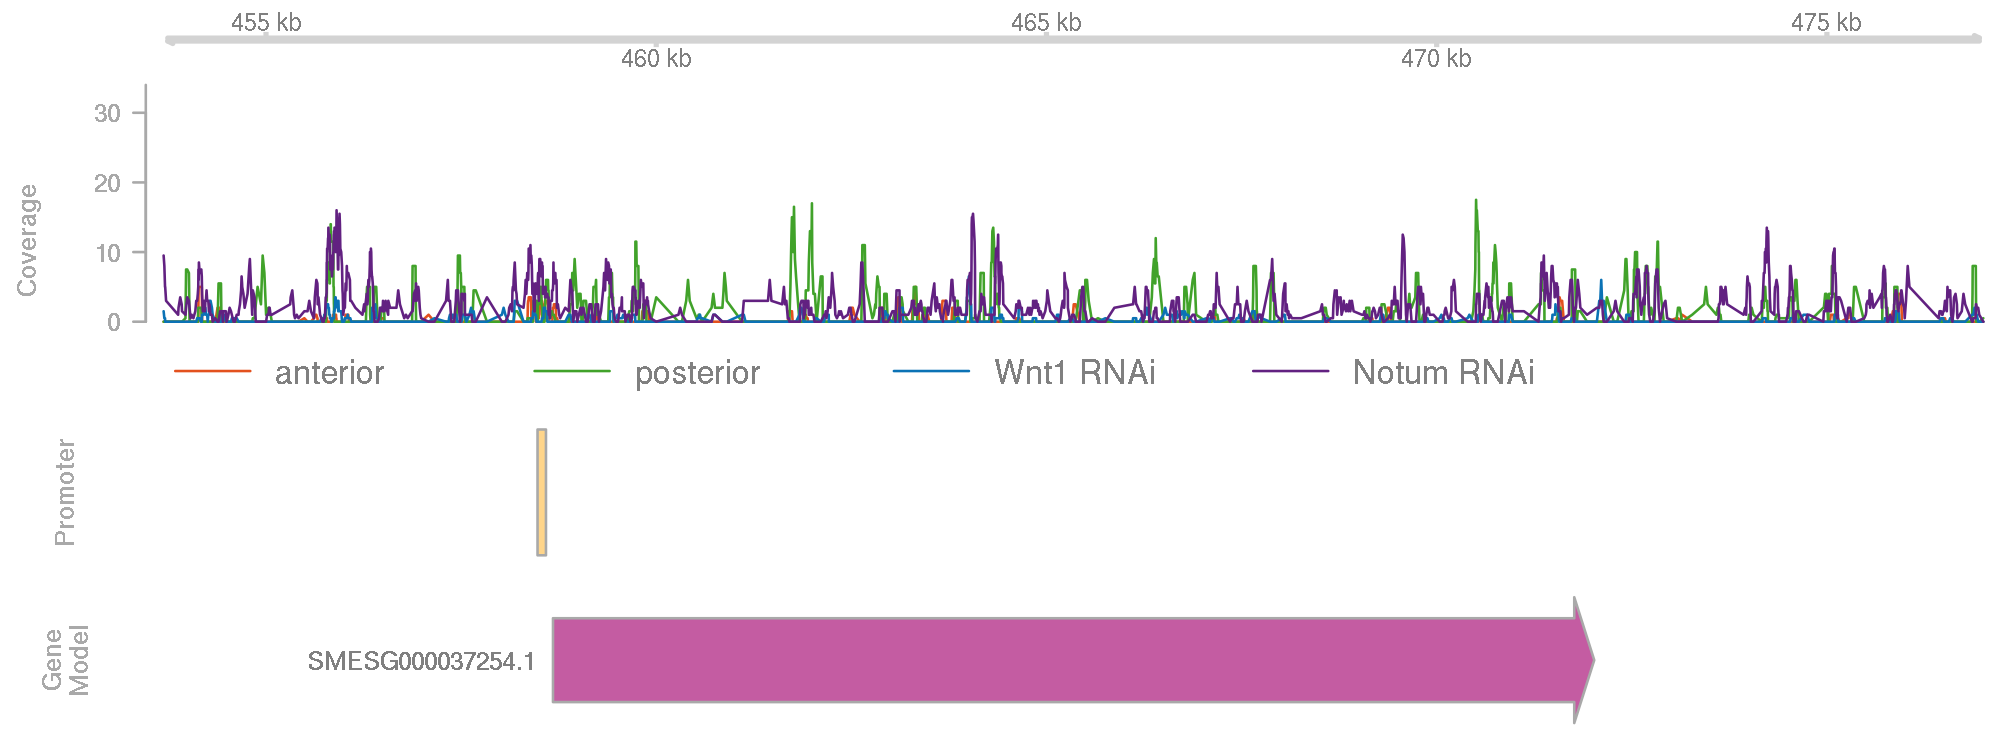 455 kb
465 kb
475 kb
460 kb
470 kb
30
20
10
0
Coverage
anterior
posterior
Wnt1 RNAi
Notum RNAi
Promoter
Gene
Model
SMESG000037254.1